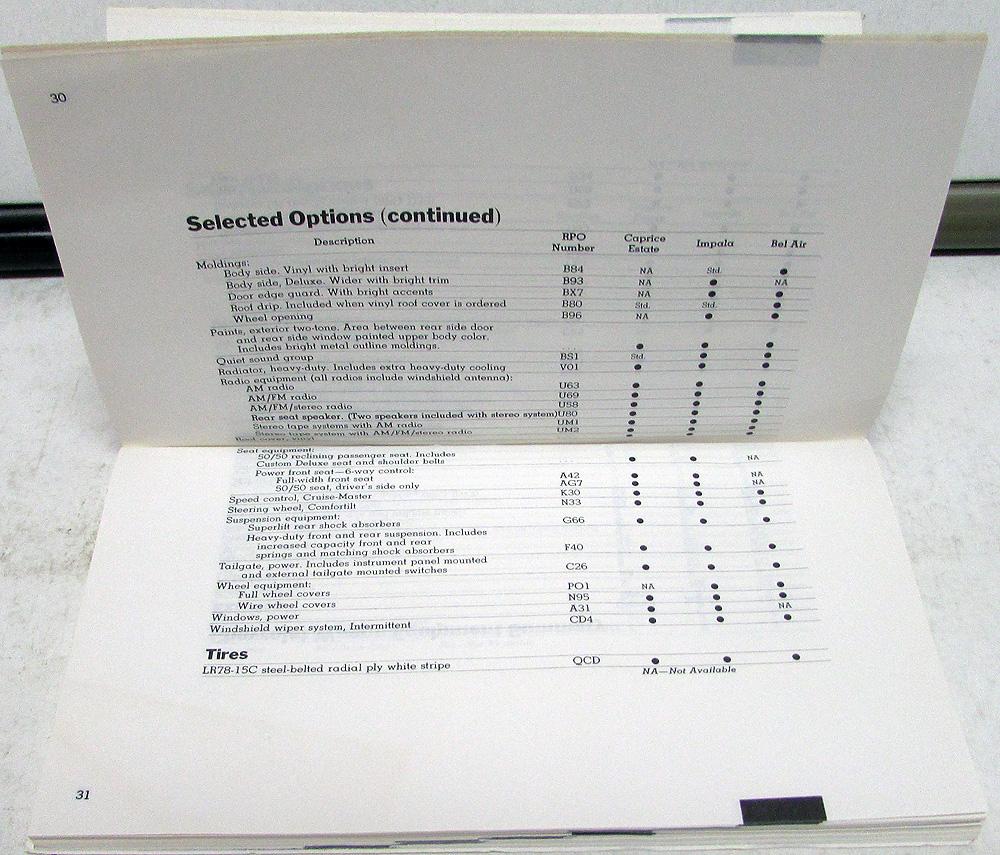 30
Selected Options (continued)
Description RPO Number Caprice Estate Impala Bel Air
Moldings:
Body side. Vinyl with bright insert B84 NA Std. ●
Body side, Deluxe. Wider with bright trim B93 NA ● NA
Door edge guard. With bright accents BX7 NA ● ●
Roof drip. Included when vinyl roof cover is ordered B80 Std. Std. ●
Wheel opening B96 NA ● ●
Paints, exterior two-tone. Area between rear side door
and rear side window painted upper body color.
Includes bright metal outline moldings. .... ● ● ●
Quiet sound group BS1 Std. ● ●
Radiator, heavy-duty. Includes extra heavy-duty cooling V01 ● ● ●
Radio equipment (all radios include windshield antenna):
AM radio U63 ● ● ●
AM/FM radio U69 ● ● ●
AM/FM/stereo radio U58 ● ● ●
Rear seat speaker. (Two speakers included with stereo system) U80 ● ● ●
Stereo tape systems with AM radio UM1 ● ● ●
Stereo tape system with AM/FM/stereo radio UM2 ● ● ●
Roof cover, vinyl
Seat equipment:
50/50 reclining passenger seat. Includes
Custom Deluxe seat and shoulder belts .... ● ● NA
Power front seat—6-way control:
Full-width front seat A42 ● ● NA
50/50 seat, driver's side only AG7 ● ● NA
Speed control, Cruise-Master K30 ● ● ●
Steering wheel, Comfortilt N33 ● ● ●
Suspension equipment:
Superlift rear shock absorbers G66 ● ● ●
Heavy-duty front and rear suspension. Includes
increased capacity front and rear
springs and matching shock absorbers F40 ● ● ●
Tailgate, power. Includes instrument panel mounted
and external tailgate mounted switches C26 ● ● ●
Wheel equipment:
Full wheel covers PO1 NA ● ●
Wire wheel covers N95 ● ● ●
Windows, power A31 ● ● NA
Windshield wiper system, Intermittent CD4 ● ● ●
Tires
LR78-15C steel-belted radial ply white stripe QCD ● ● ●
NA—Not Available
31